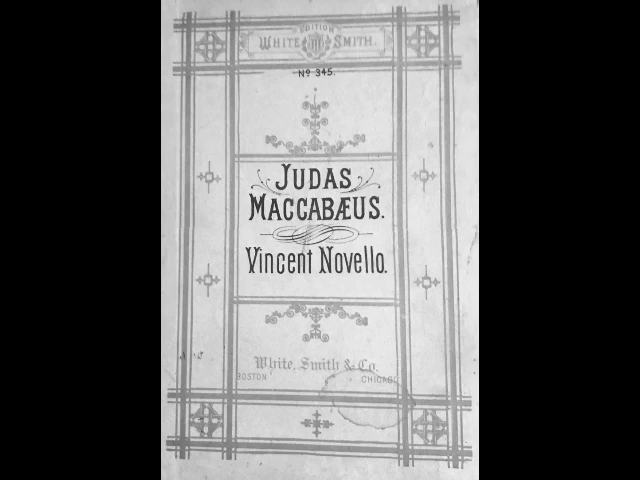 EDITION
WHITE SMITH.
Nº 345.
JUDAS
MACCABÆUS.
Vincent Novello.
White, Smith & Co.
BOSTON CHICAGO